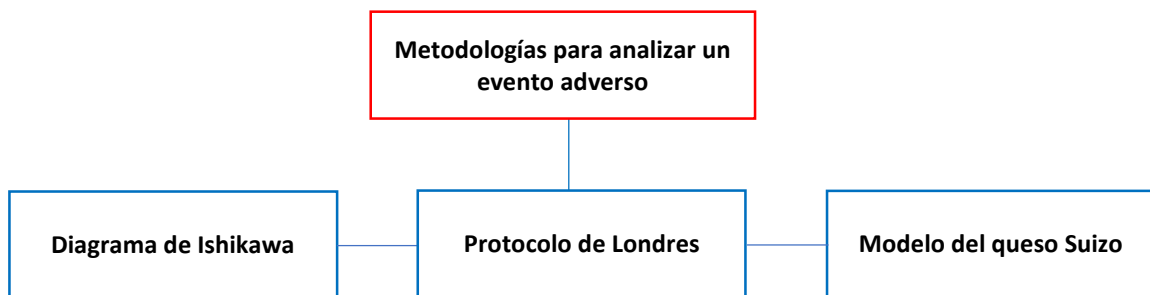 Metodologías para analizar un
evento adverso
Diagrama de Ishikawa
Protocolo de Londres
Modelo del queso Suizo